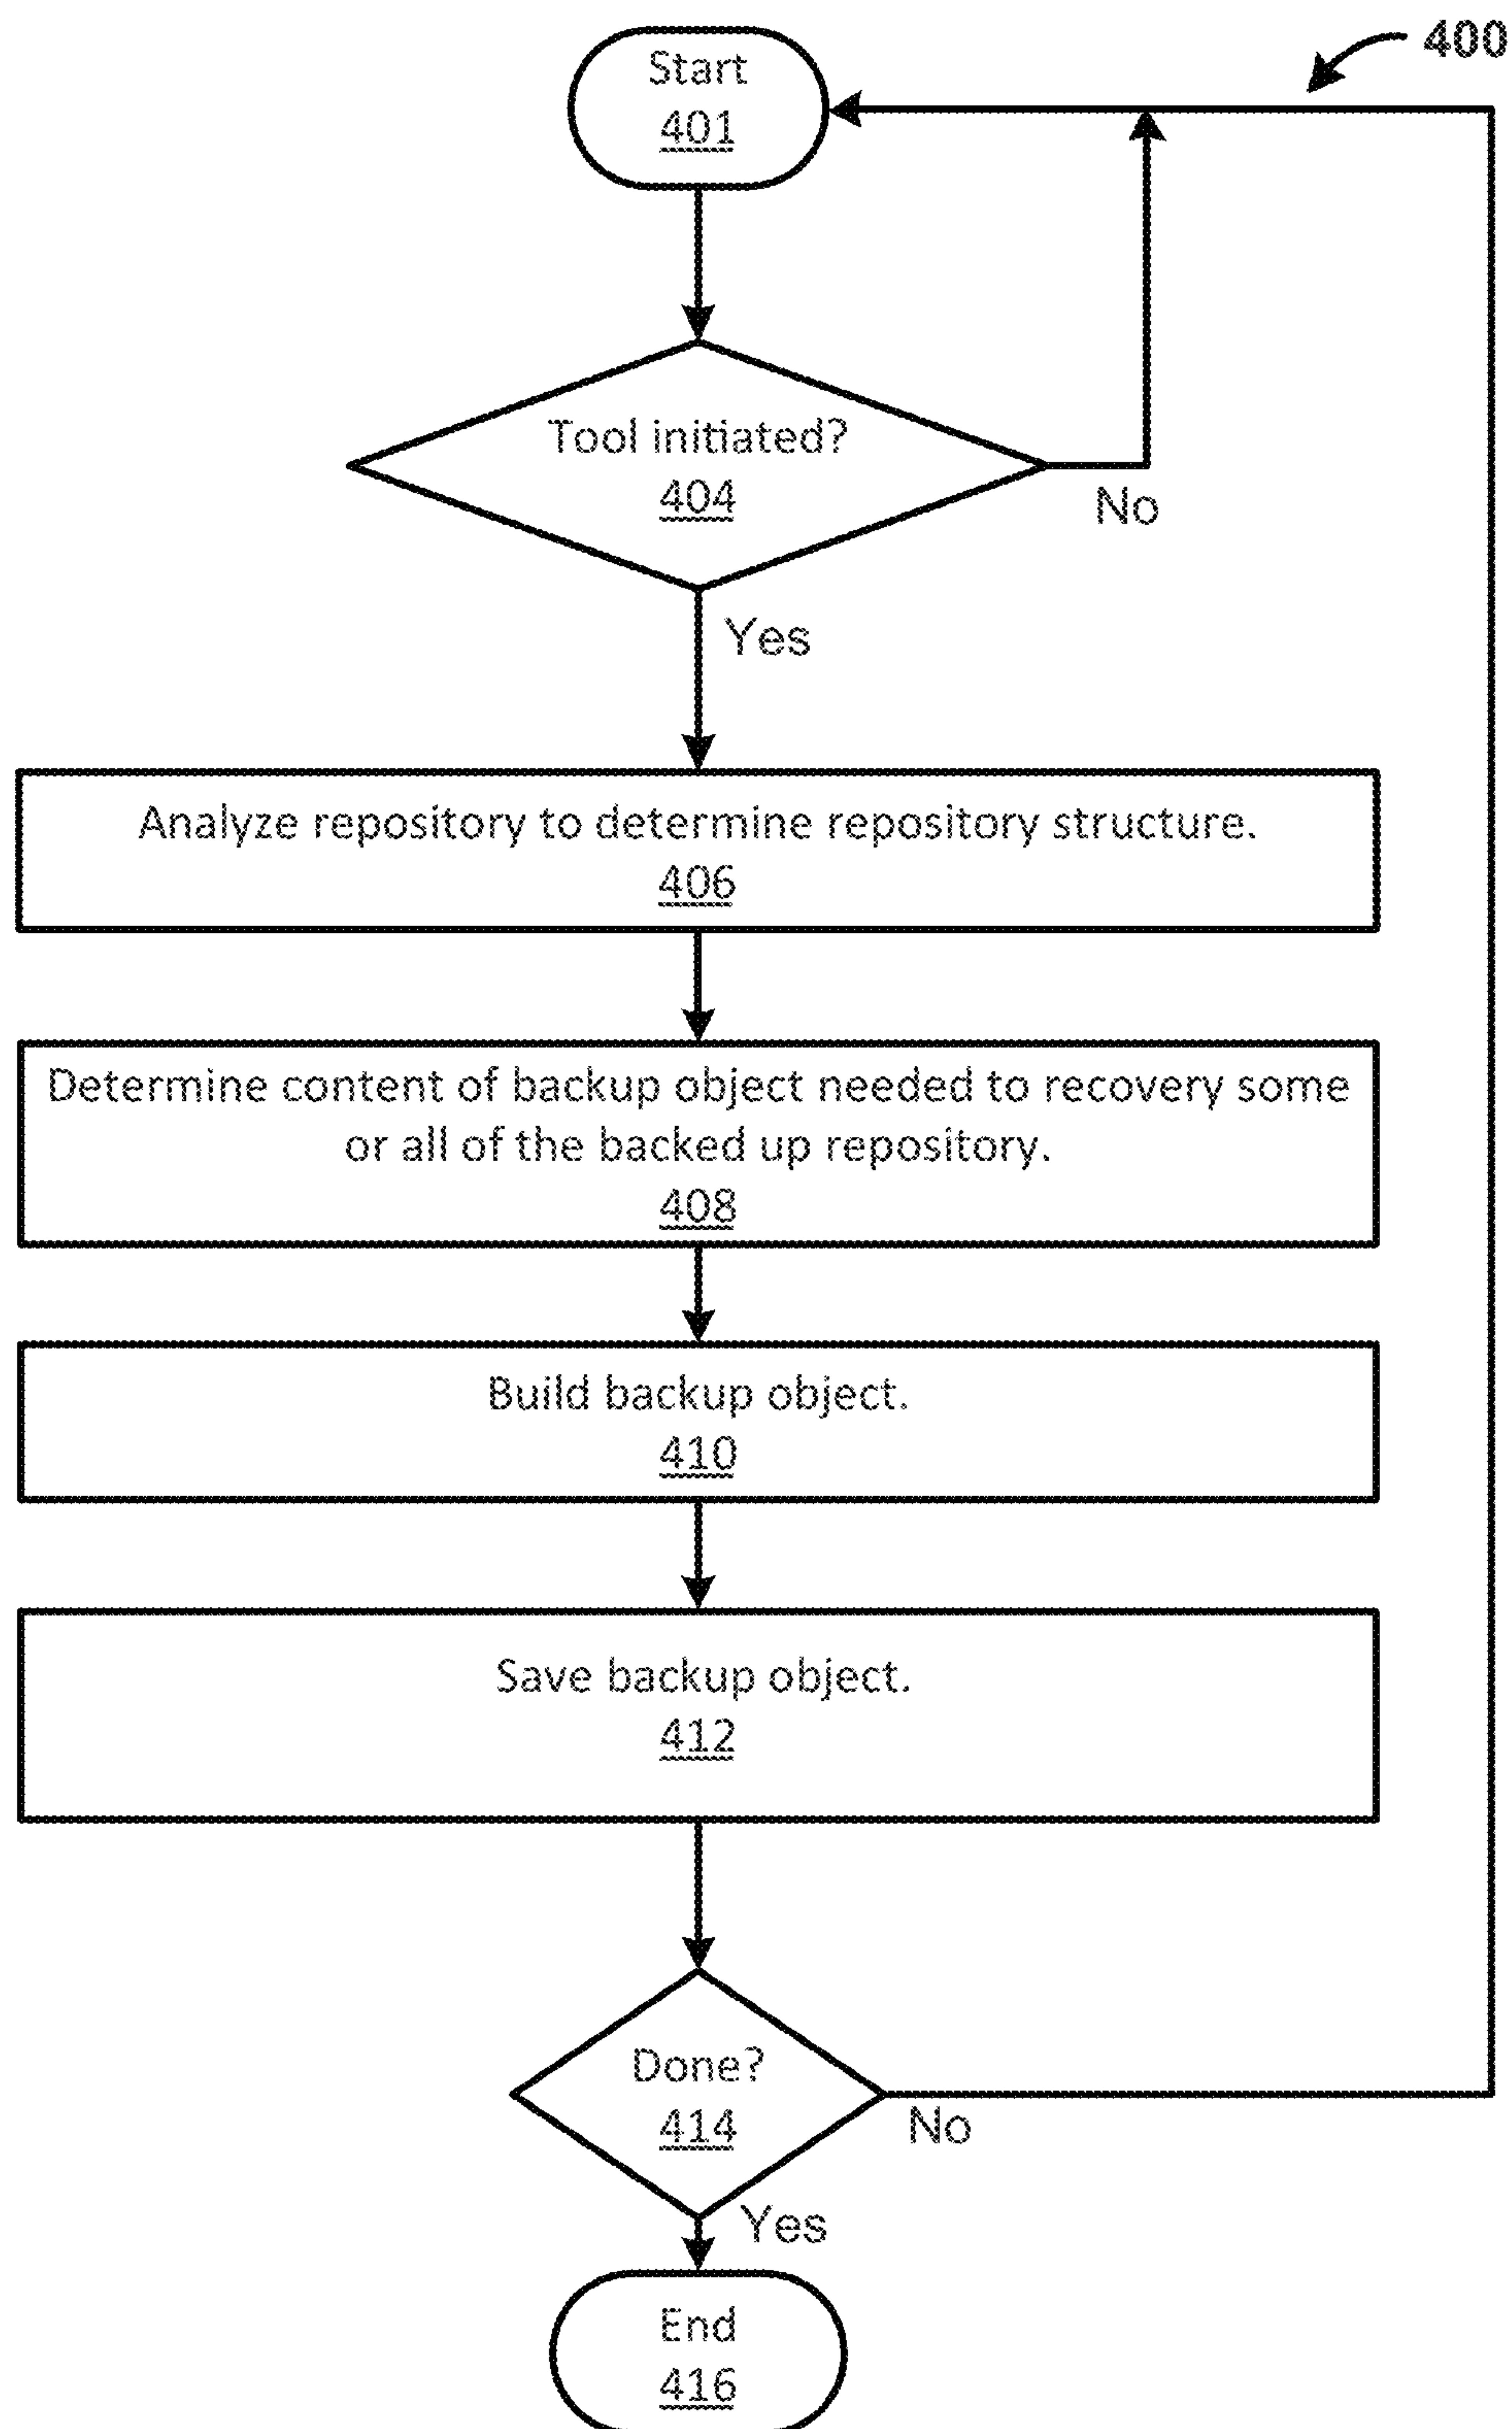 400
Start
401
Tool initiated?
404
No
Yes
Analyze repository to determine repository structure.
406
Determine content of backup object needed to recovery some
or all of the backed up repository.
408
Build backup object.
410
Save backup object.
412
Done?
414
No
Yes
End
416